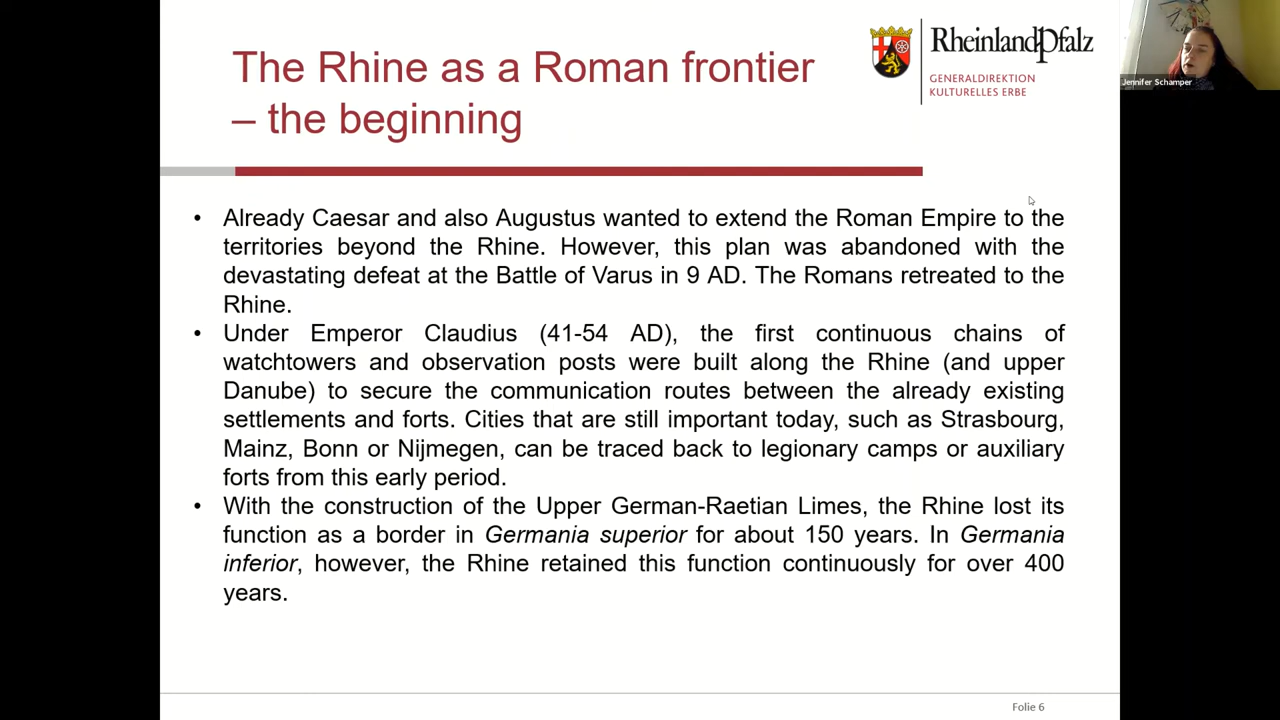 The Rhine as a Roman frontier
– the beginning
RheinlandPfalz
GENERALDIREKTION
KULTURELLES ERBE
Jennifer Schamper
• Already Caesar and also Augustus wanted to extend the Roman Empire to the
territories beyond the Rhine. However, this plan was abandoned with the
devastating defeat at the Battle of Varus in 9 AD. The Romans retreated to the
Rhine.
• Under Emperor Claudius (41-54 AD), the first continuous chains of
watchtowers and observation posts were built along the Rhine (and upper
Danube) to secure the communication routes between the already existing
settlements and forts. Cities that are still important today, such as Strasbourg,
Mainz, Bonn or Nijmegen, can be traced back to legionary camps or auxiliary
forts from this early period.
• With the construction of the Upper German-Raetian Limes, the Rhine lost its
function as a border in Germania superior for about 150 years. In Germania
inferior, however, the Rhine retained this function continuously for over 400
years.
Folie 6